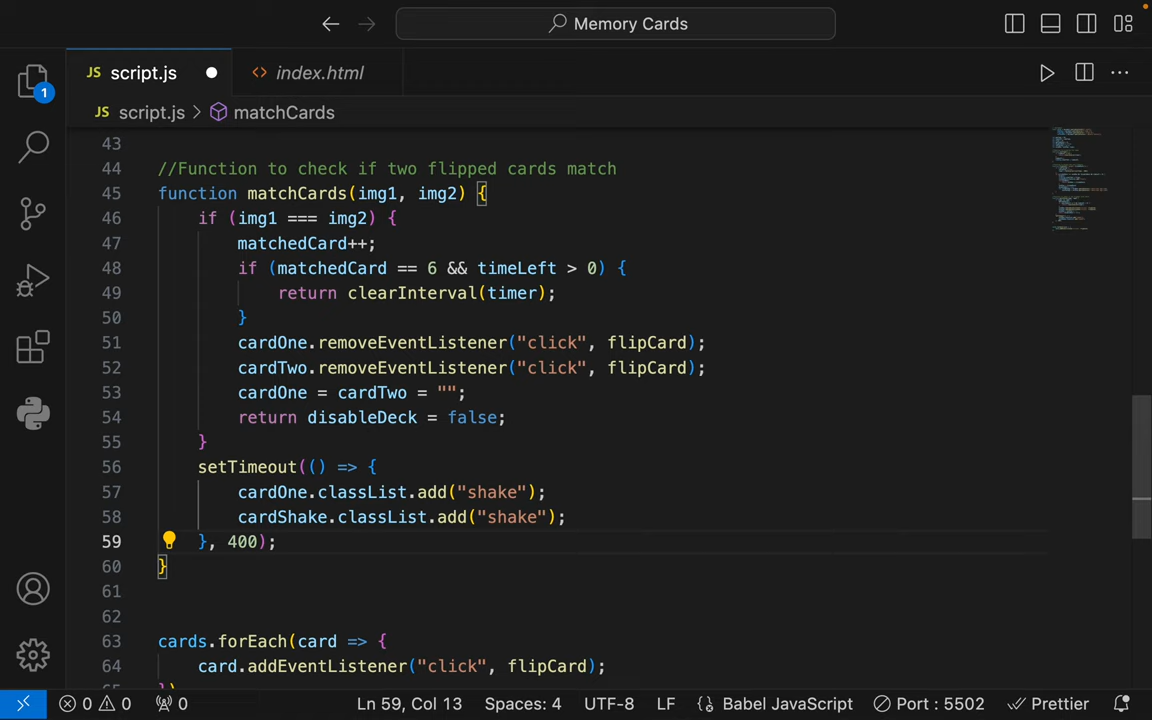 Memory Cards
JS script.js
<> index.html
JS script.js > matchCards
1
43
44 //Function to check if two flipped cards match
45 function matchCards(img1, img2) {
46 if (img1 === img2) {
47 matchedCard++;
48 if (matchedCard == 6 && timeLeft > 0) {
49 return clearInterval(timer);
50 }
51 cardOne.removeEventListener("click", flipCard);
52 cardTwo.removeEventListener("click", flipCard);
53 cardOne = cardTwo = "";
54 return disableDeck = false;
55 }
56 setTimeout(() => {
57 cardOne.classList.add("shake");
58 cardShake.classList.add("shake");
59 }, 400);
60 }
61
62
63 cards.forEach(card => {
64 card.addEventListener("click", flipCard);
0 0 0 Ln 59, Col 13 Spaces: 4 UTF-8 LF {} Babel JavaScript Port : 5502 Prettier